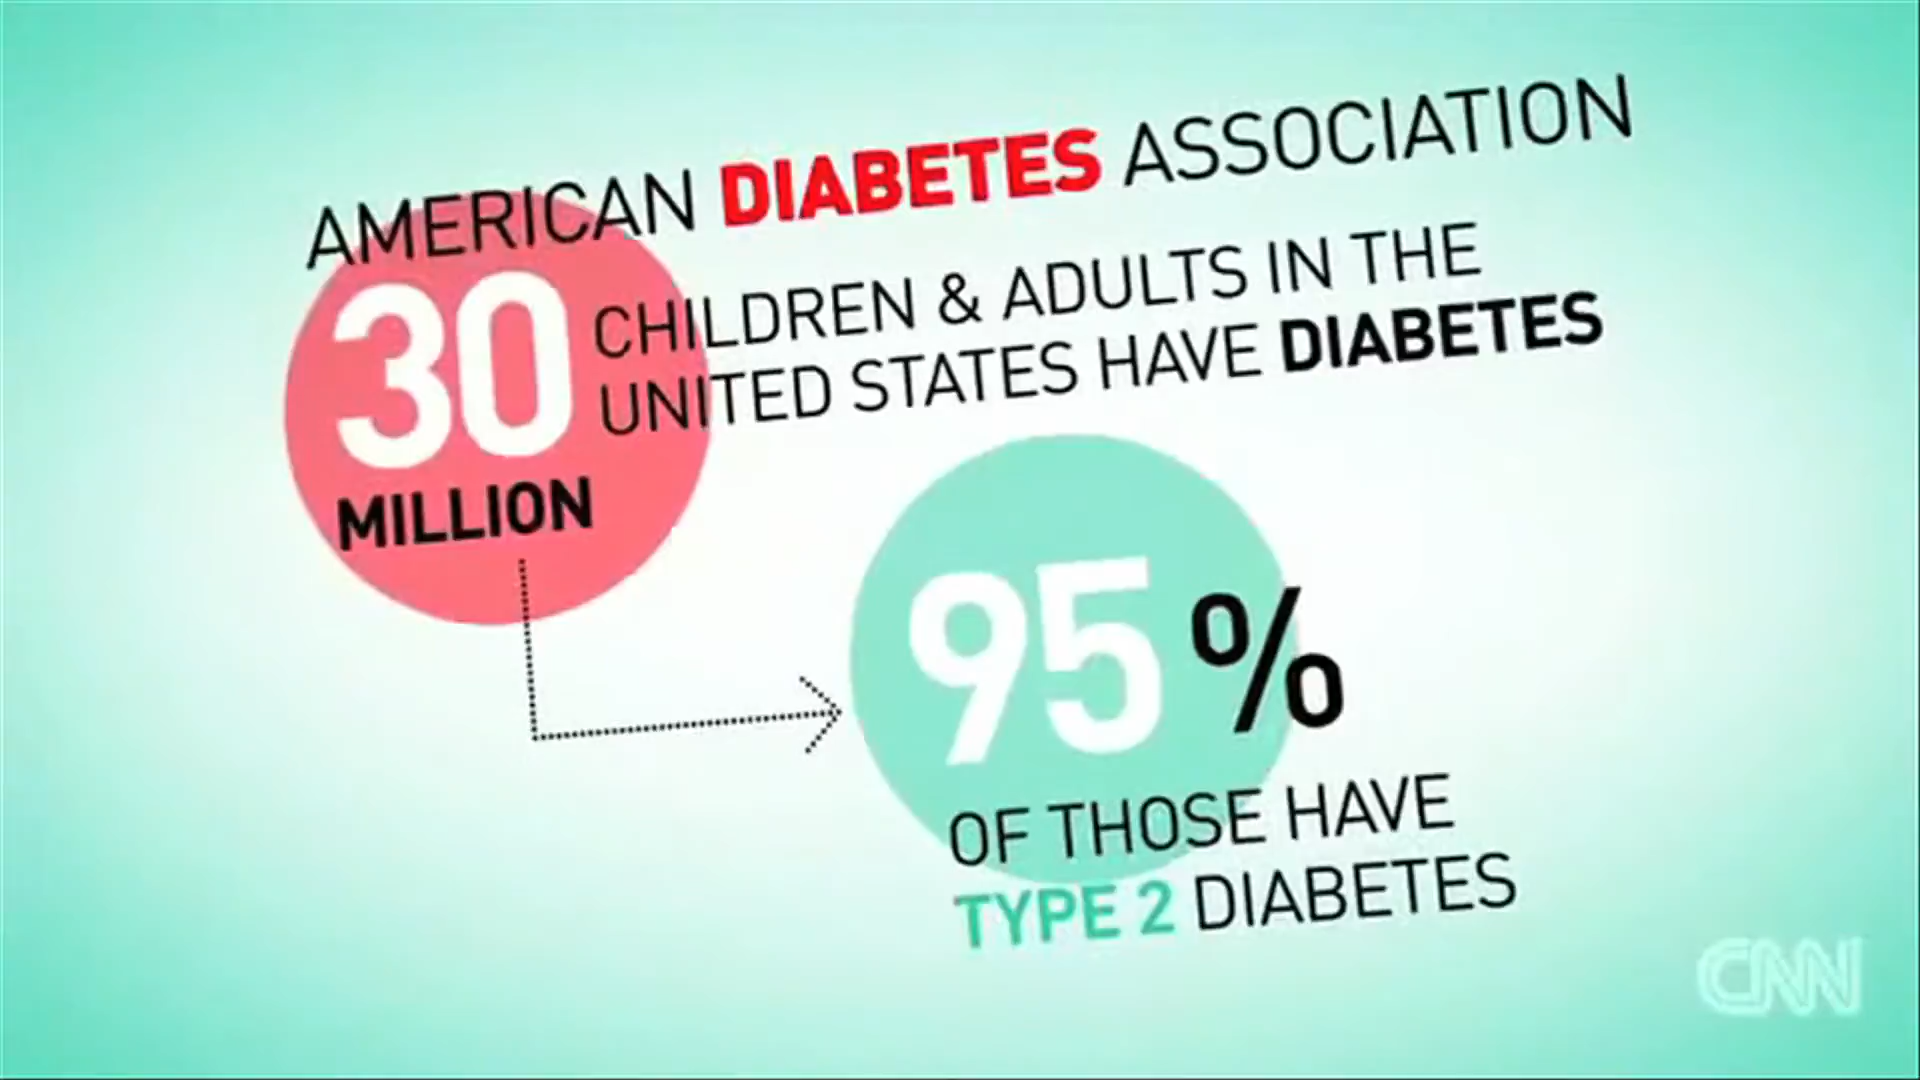 AMERICAN DIABETES ASSOCIATION
30 CHILDREN & ADULTS IN THE
UNITED STATES HAVE DIABETES
MILLION
95 %
OF THOSE HAVE
TYPE 2 DIABETES
CNN